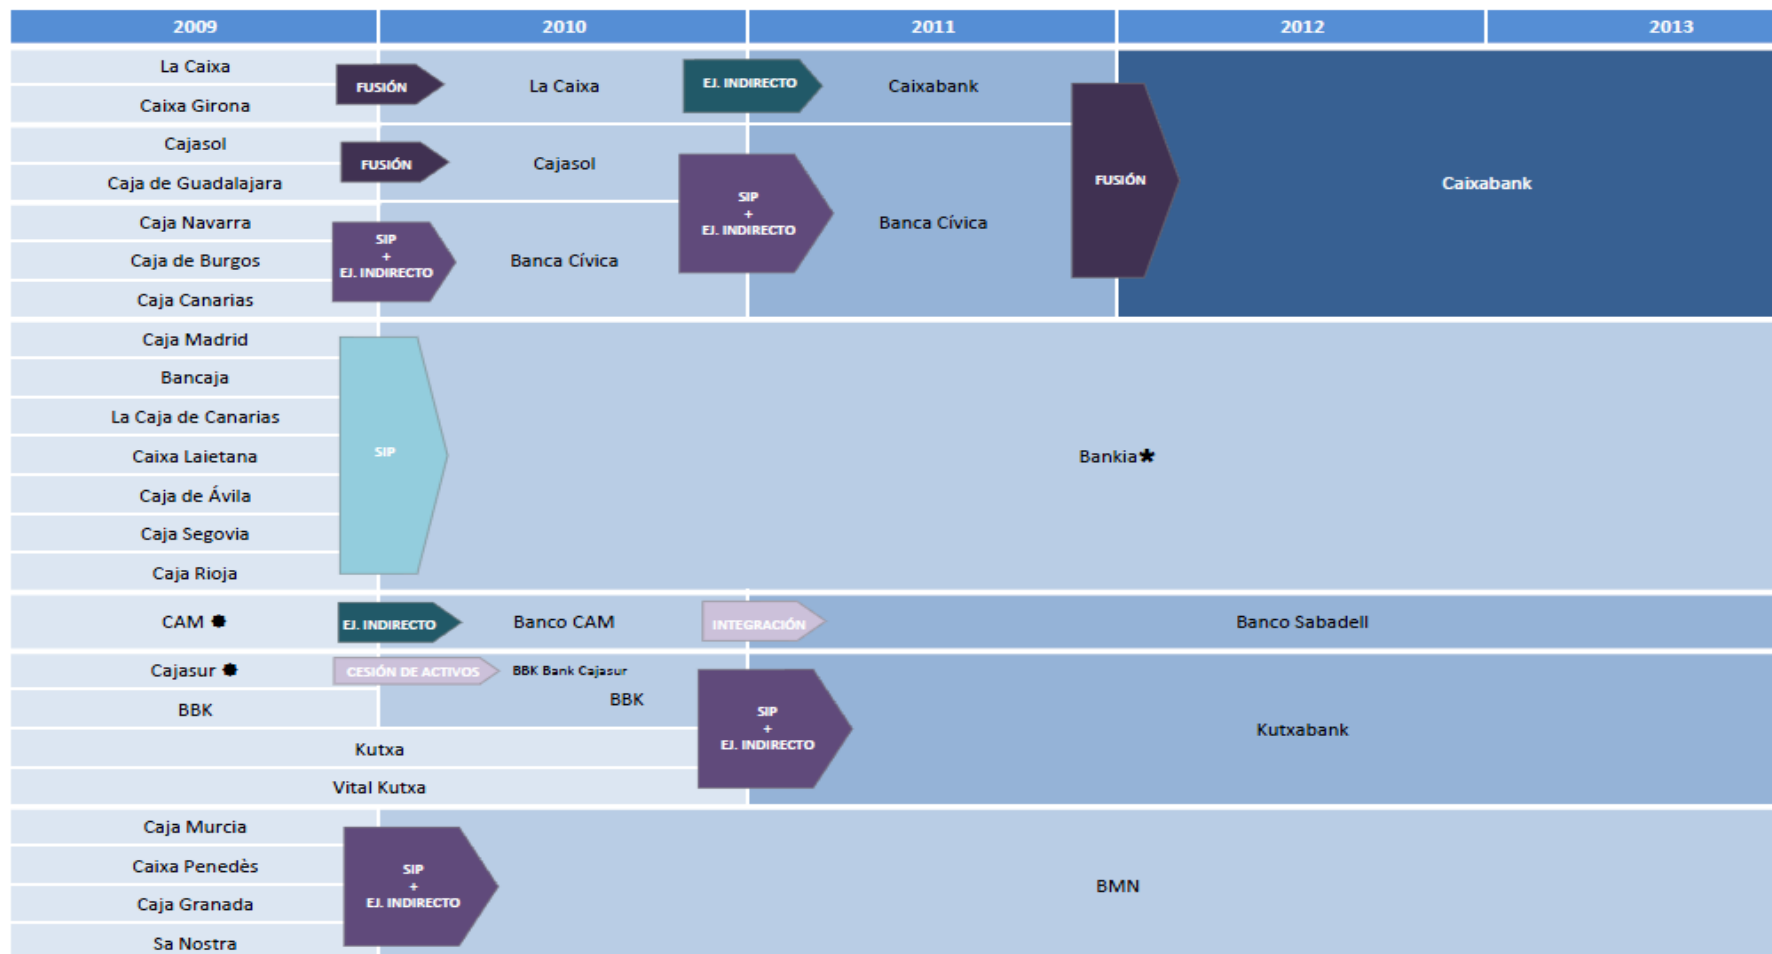 2009 2010 2011 2012 2013
La Caixa
Caixa Girona
FUSIÓN
La Caixa
EJ. INDIRECTO
Caixabank
Cajasol
Caja de Guadalajara
FUSIÓN
Cajasol
Caja Navarra
Caja de Burgos
Caja Canarias
SIP
+
EJ. INDIRECTO
Banca Cívica
SIP
+
EJ. INDIRECTO
Banca Cívica
FUSIÓN
Caixabank
Caja Madrid
Bancaja
La Caja de Canarias
Caixa Laietana
Caja de Ávila
Caja Segovia
Caja Rioja
SIP
Bankia*
CAM
EJ. INDIRECTO
Banco CAM
INTEGRACIÓN
Banco Sabadell
Cajasur
CESIÓN DE ACTIVOS
BBK Bank Cajasur
BBK
BBK
Kutxa
Vital Kutxa
SIP
+
EJ. INDIRECTO
Kutxabank
Caja Murcia
Caixa Penedès
Caja Granada
Sa Nostra
SIP
+
EJ. INDIRECTO
BMN